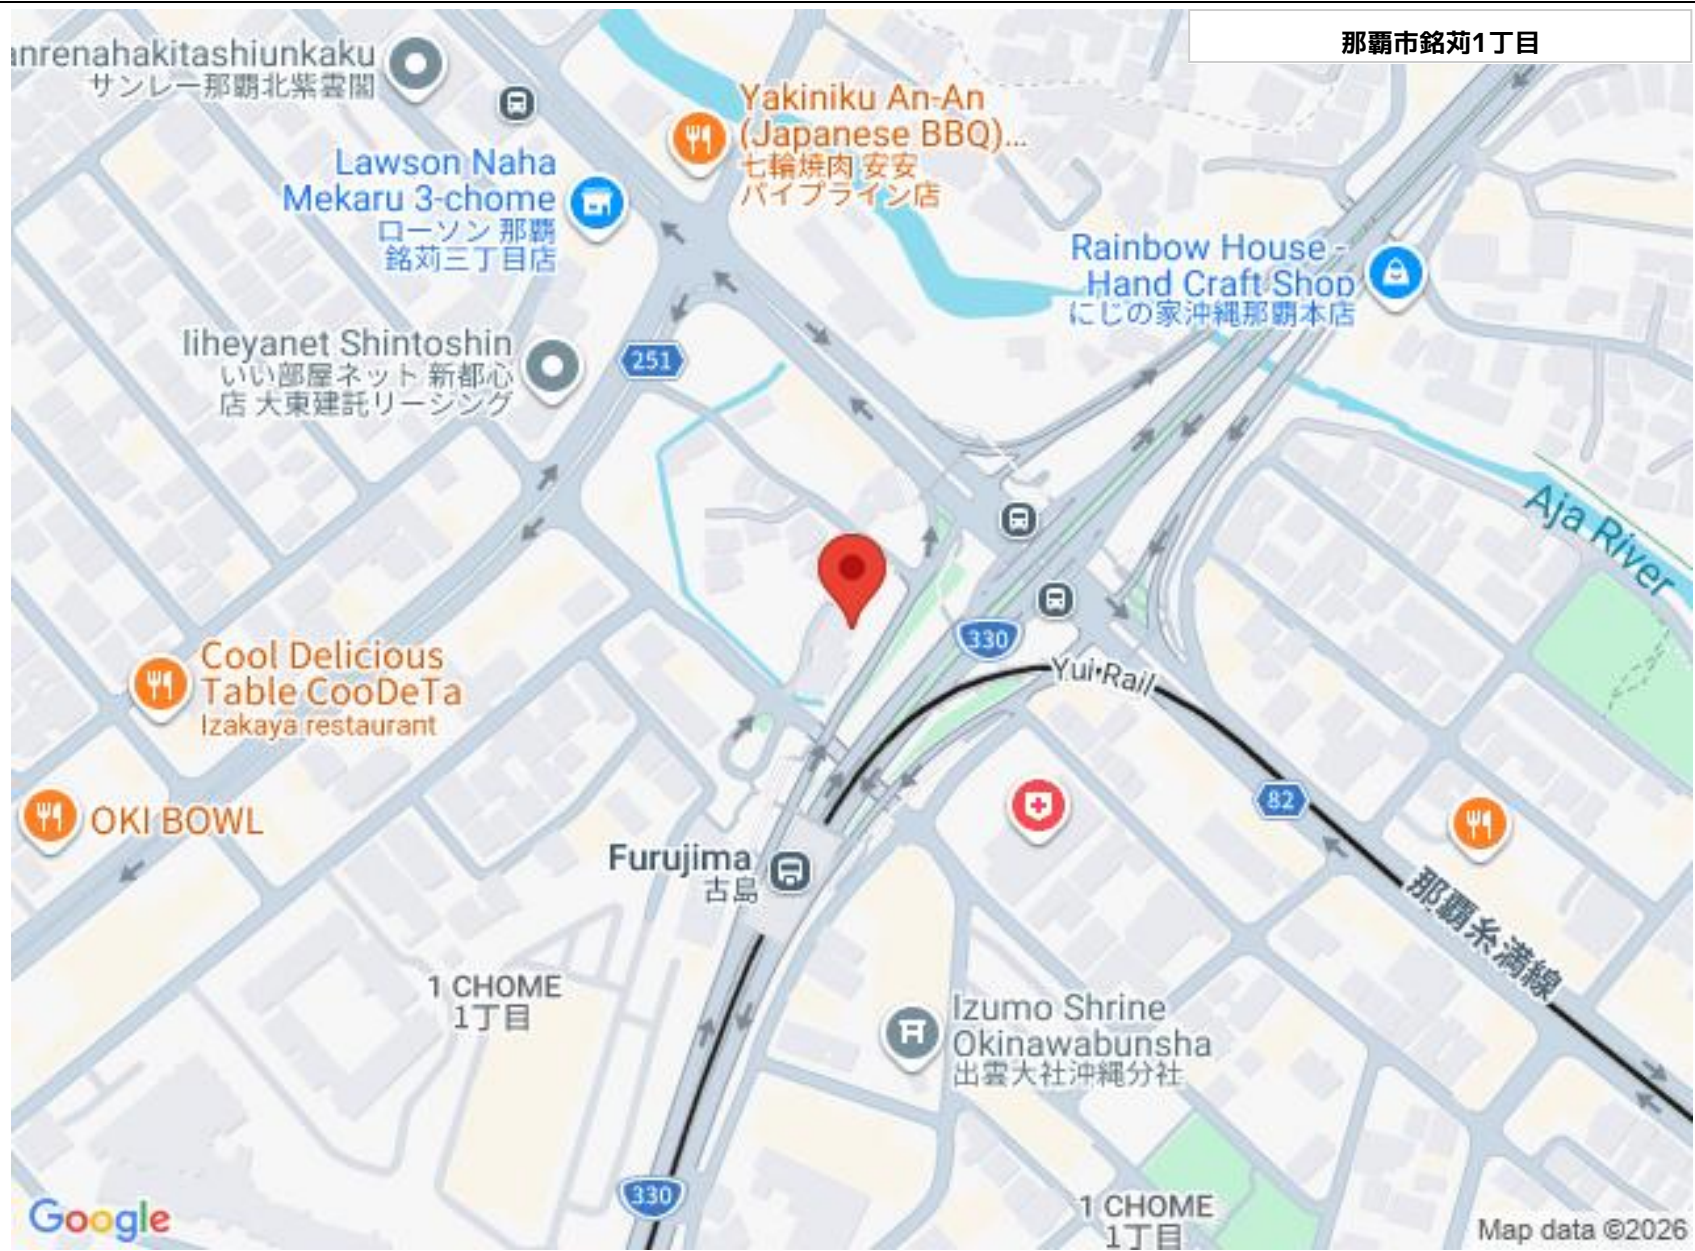 那覇市銘苅1丁目
anrenahakitashiunkaku
サンレー那覇北紫雲閣
Yakiniku An-An
(Japanese BBQ)...
七輪焼肉 安安
パイプライン店
Lawson Naha
Mekaru 3-chome
ローソン 那覇
銘苅三丁目店
Rainbow House -
Hand Craft Shop
にじの家沖縄那覇本店
Iiheyanet Shintoshin
いい部屋ネット 新都心
店 大東建託リーシング
251
Aja River
330
Yui-Rail
Cool Delicious
Table CooDeTa
Izakaya restaurant
OKI BOWL
82
Furujima
古島
那覇糸満線
1 CHOME
1丁目
Izumo Shrine
Okinawabunsha
出雲大社沖縄分社
330
1 CHOME
1丁目
Google
Map data ©2026